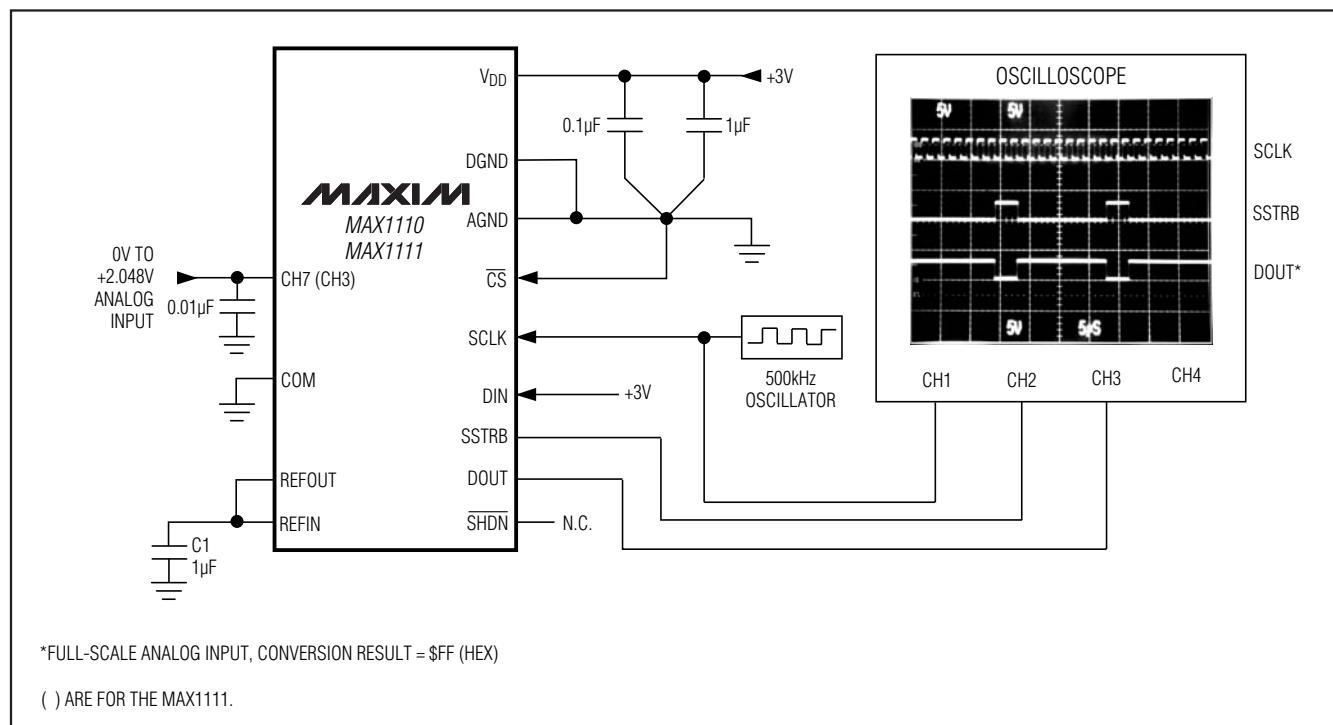 VDD
+3V
0.1µF
1µF
DGND
MAXIM
MAX1110
MAX1111
AGND
0V TO
+2.048V
ANALOG
INPUT
0.01µF
CH7 (CH3)
CS
SCLK
500kHz
OSCILLATOR
COM
DIN
+3V
SSTRB
REFOUT
DOUT
REFIN
SHDN
N.C.
C1
1µF
OSCILLOSCOPE
5V
5V
SCLK
SSTRB
DOUT*
5V
5µS
CH1
CH2
CH3
CH4
*FULL-SCALE ANALOG INPUT, CONVERSION RESULT = $FF (HEX)
( ) ARE FOR THE MAX1111.